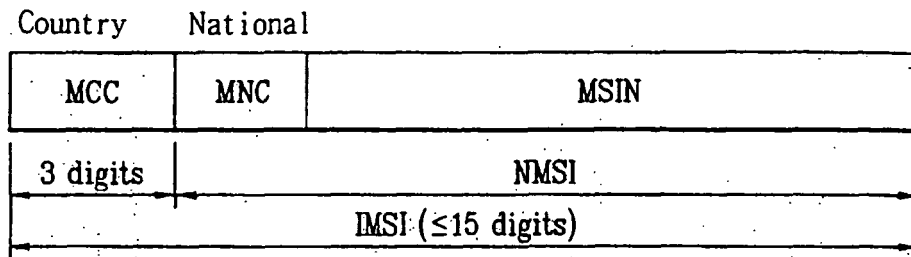 Country National
MCC MNC MSIN
3 digits NMSI
IMSI (≤15 digits)